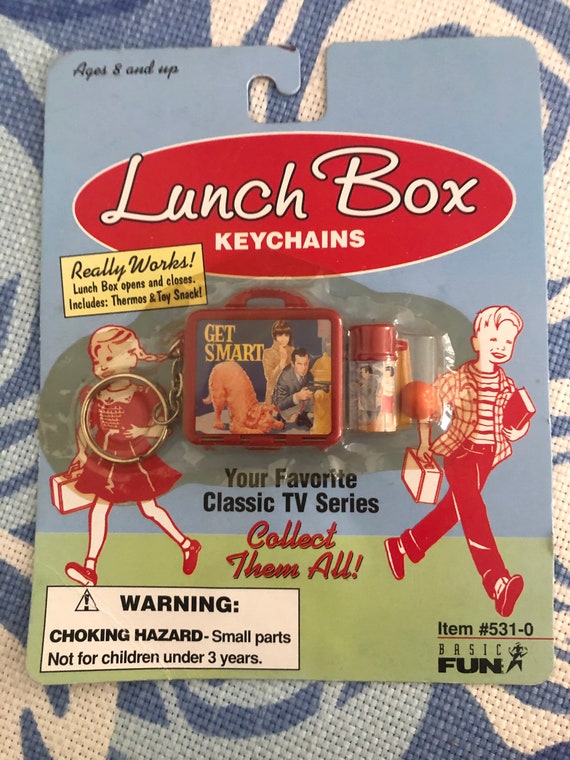 Ages 8 and up
Lunch Box
KEYCHAINS
Really Works!
Lunch Box opens and closes.
Includes: Thermos & Toy Snack!
GET
SMART
Your Favorite
Classic TV Series
Collect
Them All!
WARNING:
CHOKING HAZARD- Small parts
Not for children under 3 years.
Item #531-0
BASIC
FUN